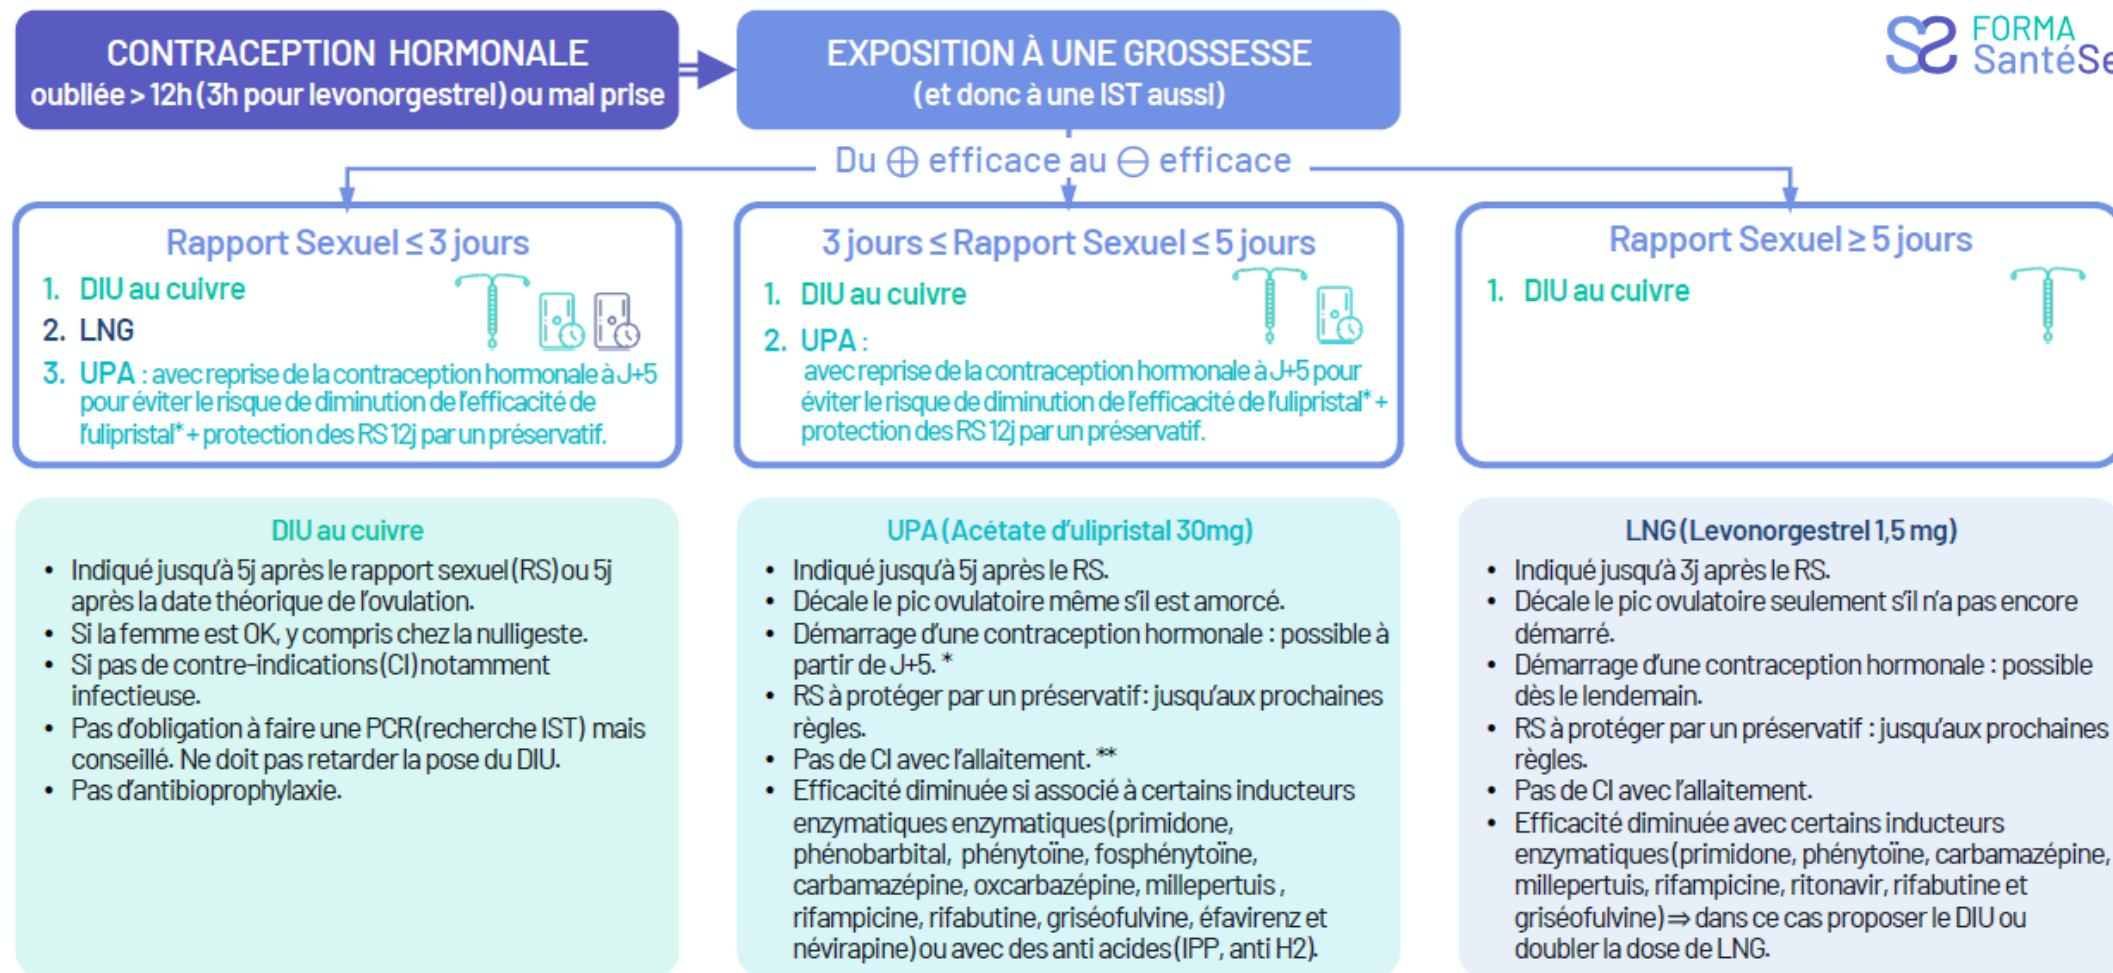 CONTRACEPTION HORMONALE
oubliée > 12h (3h pour levonorgestrel) ou mal prise
EXPOSITION À UNE GROSSESSE
(et donc à une IST aussi)
FORMA
SantéSe
Du ⊕ efficace au ⊖ efficace
Rapport Sexuel ≤ 3 jours
1. DIU au cuivre
2. LNG
3. UPA : avec reprise de la contraception hormonale à J+5
pour éviter le risque de diminution de l'efficacité de
l'ulipristal* + protection des RS 12j par un préservatif.
3 jours ≤ Rapport Sexuel ≤ 5 jours
1. DIU au cuivre
2. UPA :
avec reprise de la contraception hormonale à J+5 pour
éviter le risque de diminution de l'efficacité de l'ulipristal* +
protection des RS 12j par un préservatif.
Rapport Sexuel ≥ 5 jours
1. DIU au cuivre
DIU au cuivre
• Indiqué jusqu'à 5j après le rapport sexuel (RS) ou 5j
après la date théorique de l'ovulation.
• Si la femme est OK, y compris chez la nulligeste.
• Si pas de contre-indications (CI) notamment
infectieuse.
• Pas d'obligation à faire une PCR (recherche IST) mais
conseillé. Ne doit pas retarder la pose du DIU.
• Pas d'antibioprophylaxie.
UPA (Acétate d'ulipristal 30mg)
• Indiqué jusqu'à 5j après le RS.
• Décale le pic ovulatoire même s'il est amorcé.
• Démarrage d'une contraception hormonale : possible à
partir de J+5. *
• RS à protéger par un préservatif : jusqu'aux prochaines
règles.
• Pas de CI avec l'allaitement. **
• Efficacité diminuée si associé à certains inducteurs
enzymatiques enzymatiques (primidone,
phénobarbital, phénytoïne, fosphénytoïne,
carbamazépine, oxcarbazépine, millepertuis ,
rifampicine, rifabutine, griséofulvine, éfavirenz et
névirapine) ou avec des anti acides (IPP, anti H2).
LNG (Levonorgestrel 1,5 mg)
• Indiqué jusqu'à 3j après le RS.
• Décale le pic ovulatoire seulement s'il n'a pas encore
démarré.
• Démarrage d'une contraception hormonale : possible
dès le lendemain.
• RS à protéger par un préservatif : jusqu'aux prochaines
règles.
• Pas de CI avec l'allaitement.
• Efficacité diminuée avec certains inducteurs
enzymatiques (primidone, phénytoïne, carbamazépine,
millepertuis, rifampicine, ritonavir, rifabutine et
griséofulvine) ⇒ dans ce cas proposer le DIU ou
doubler la dose de LNG.